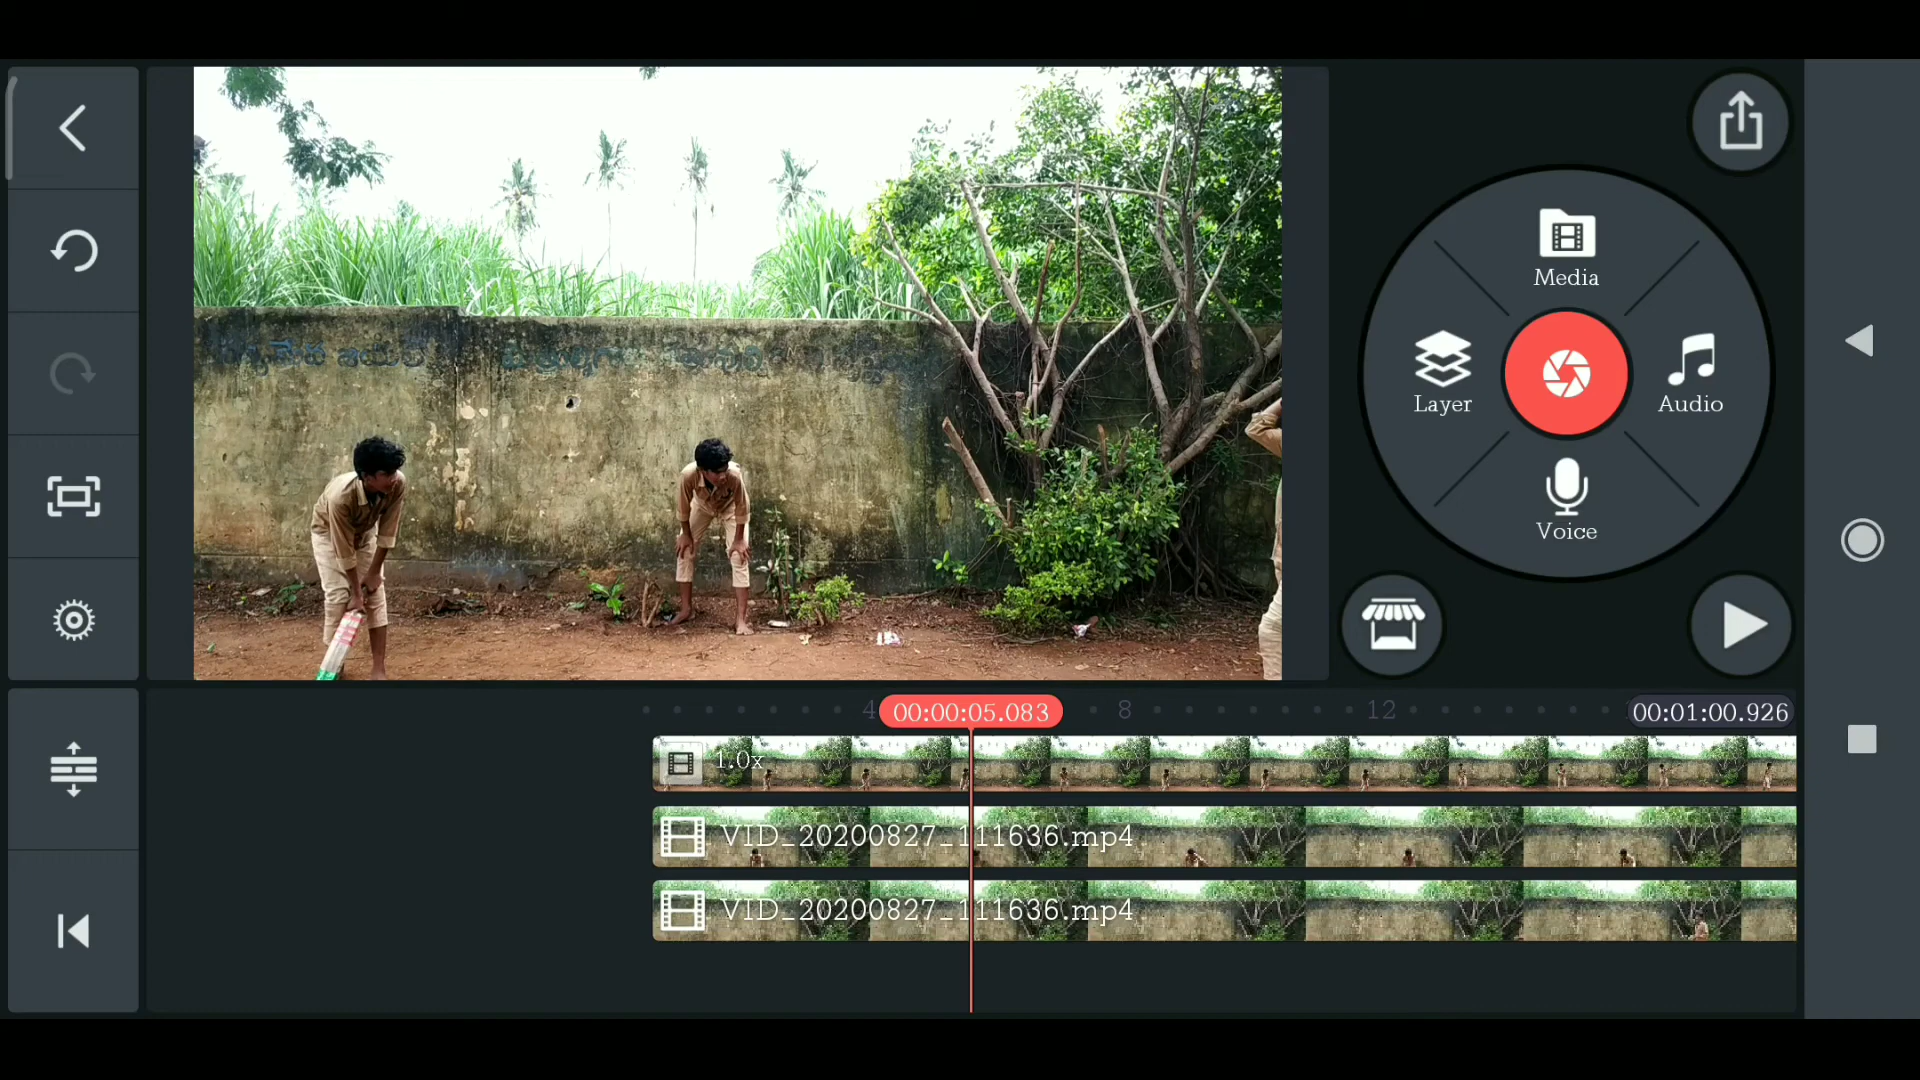 Media
Layer
Audio
Voice
4
00:00:05.083
8
12
00:01:00.926
1.0x
VID_20200827_111636.mp4
VID_20200827_111636.mp4